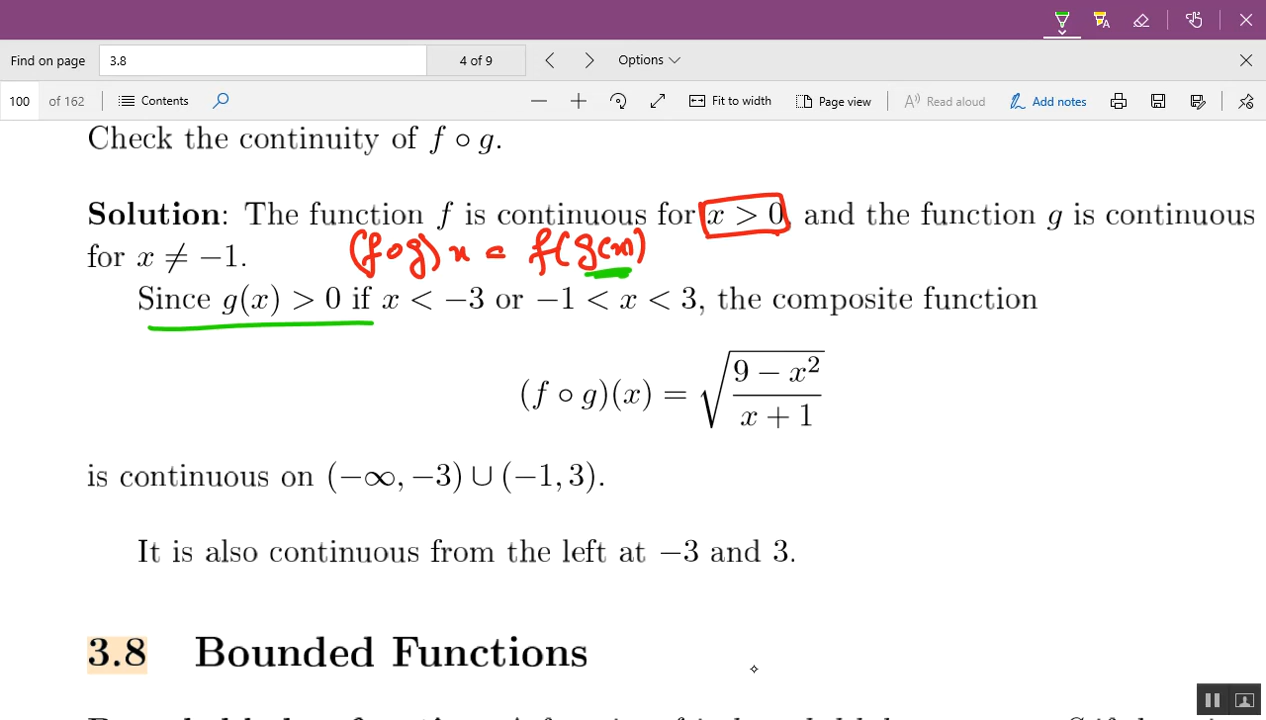 Find on page 3.8 4 of 9 Options
100 of 162 Contents Fit to width Page view Read aloud Add notes
Check the continuity of f ∘ g.
Solution: The function f is continuous for x > 0 and the function g is continuous
for x ≠ −1. (fog) x = f(g(x))
Since g(x) > 0 if x < −3 or −1 < x < 3, the composite function
(f ∘ g)(x) = √((9 − x²)/(x + 1))
is continuous on (−∞, −3) ∪ (−1, 3).
It is also continuous from the left at −3 and 3.
3.8 Bounded Functions